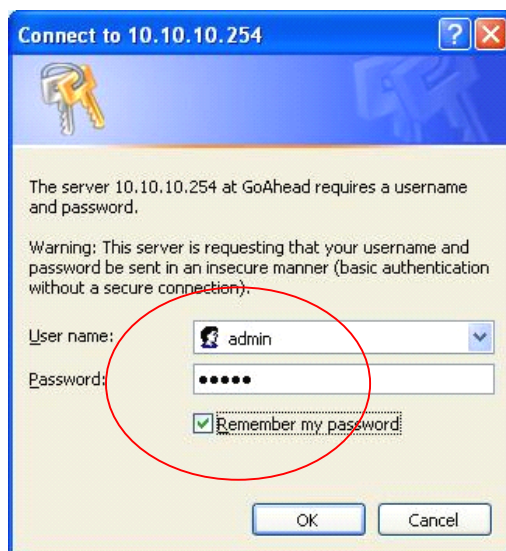 Connect to 10.10.10.254
The server 10.10.10.254 at GoAhead requires a username
and password.
Warning: This server is requesting that your username and
password be sent in an insecure manner (basic authentication
without a secure connection).
User name:
admin
Password:
•••••
Remember my password
OK
Cancel